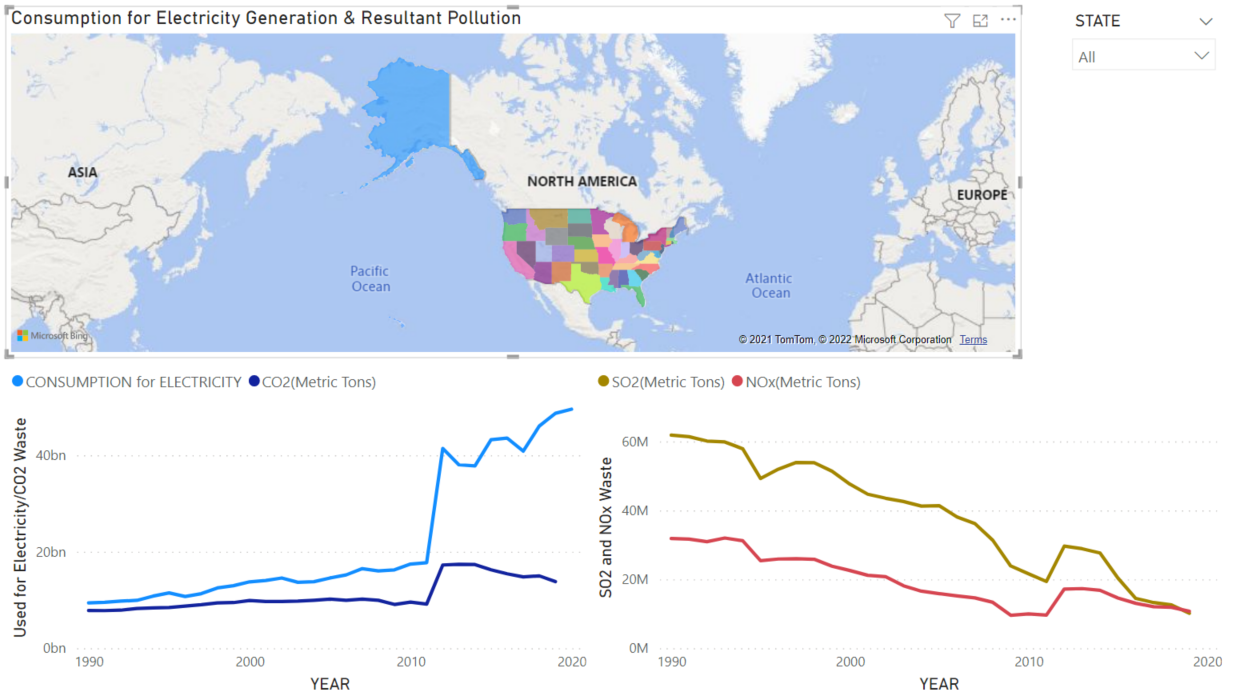 Consumption for Electricity Generation & Resultant Pollution
STATE
All
ASIA
NORTH AMERICA
EUROPE
Pacific
Ocean
Atlantic
Ocean
Microsoft Bing
© 2021 TomTom, © 2022 Microsoft Corporation Terms
CONSUMPTION for ELECTRICITY CO2(Metric Tons)
Used for Electricity/CO2 Waste
40bn
20bn
0bn
1990 2000 2010 2020
YEAR
SO2(Metric Tons) NOx(Metric Tons)
SO2 and NOx Waste
60M
40M
20M
0M
1990 2000 2010 2020
YEAR